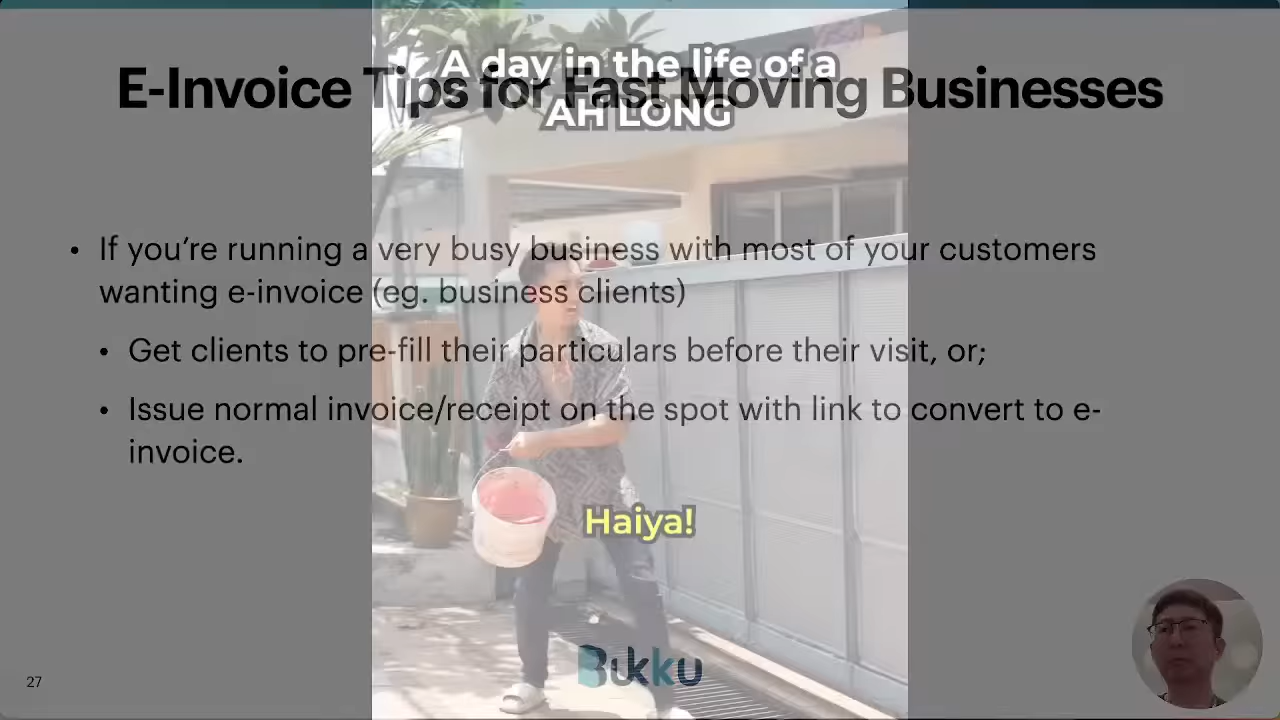 A day in the life of a
AH LONG
E-Invoice Tips for Fast Moving Businesses
• If you’re running a very busy business with most of your customers
wanting e-invoice (eg. business clients)
• Get clients to pre-fill their particulars before their visit, or;
• Issue normal invoice/receipt on the spot with link to convert to e-
invoice.
Haiya!
Bukku
27